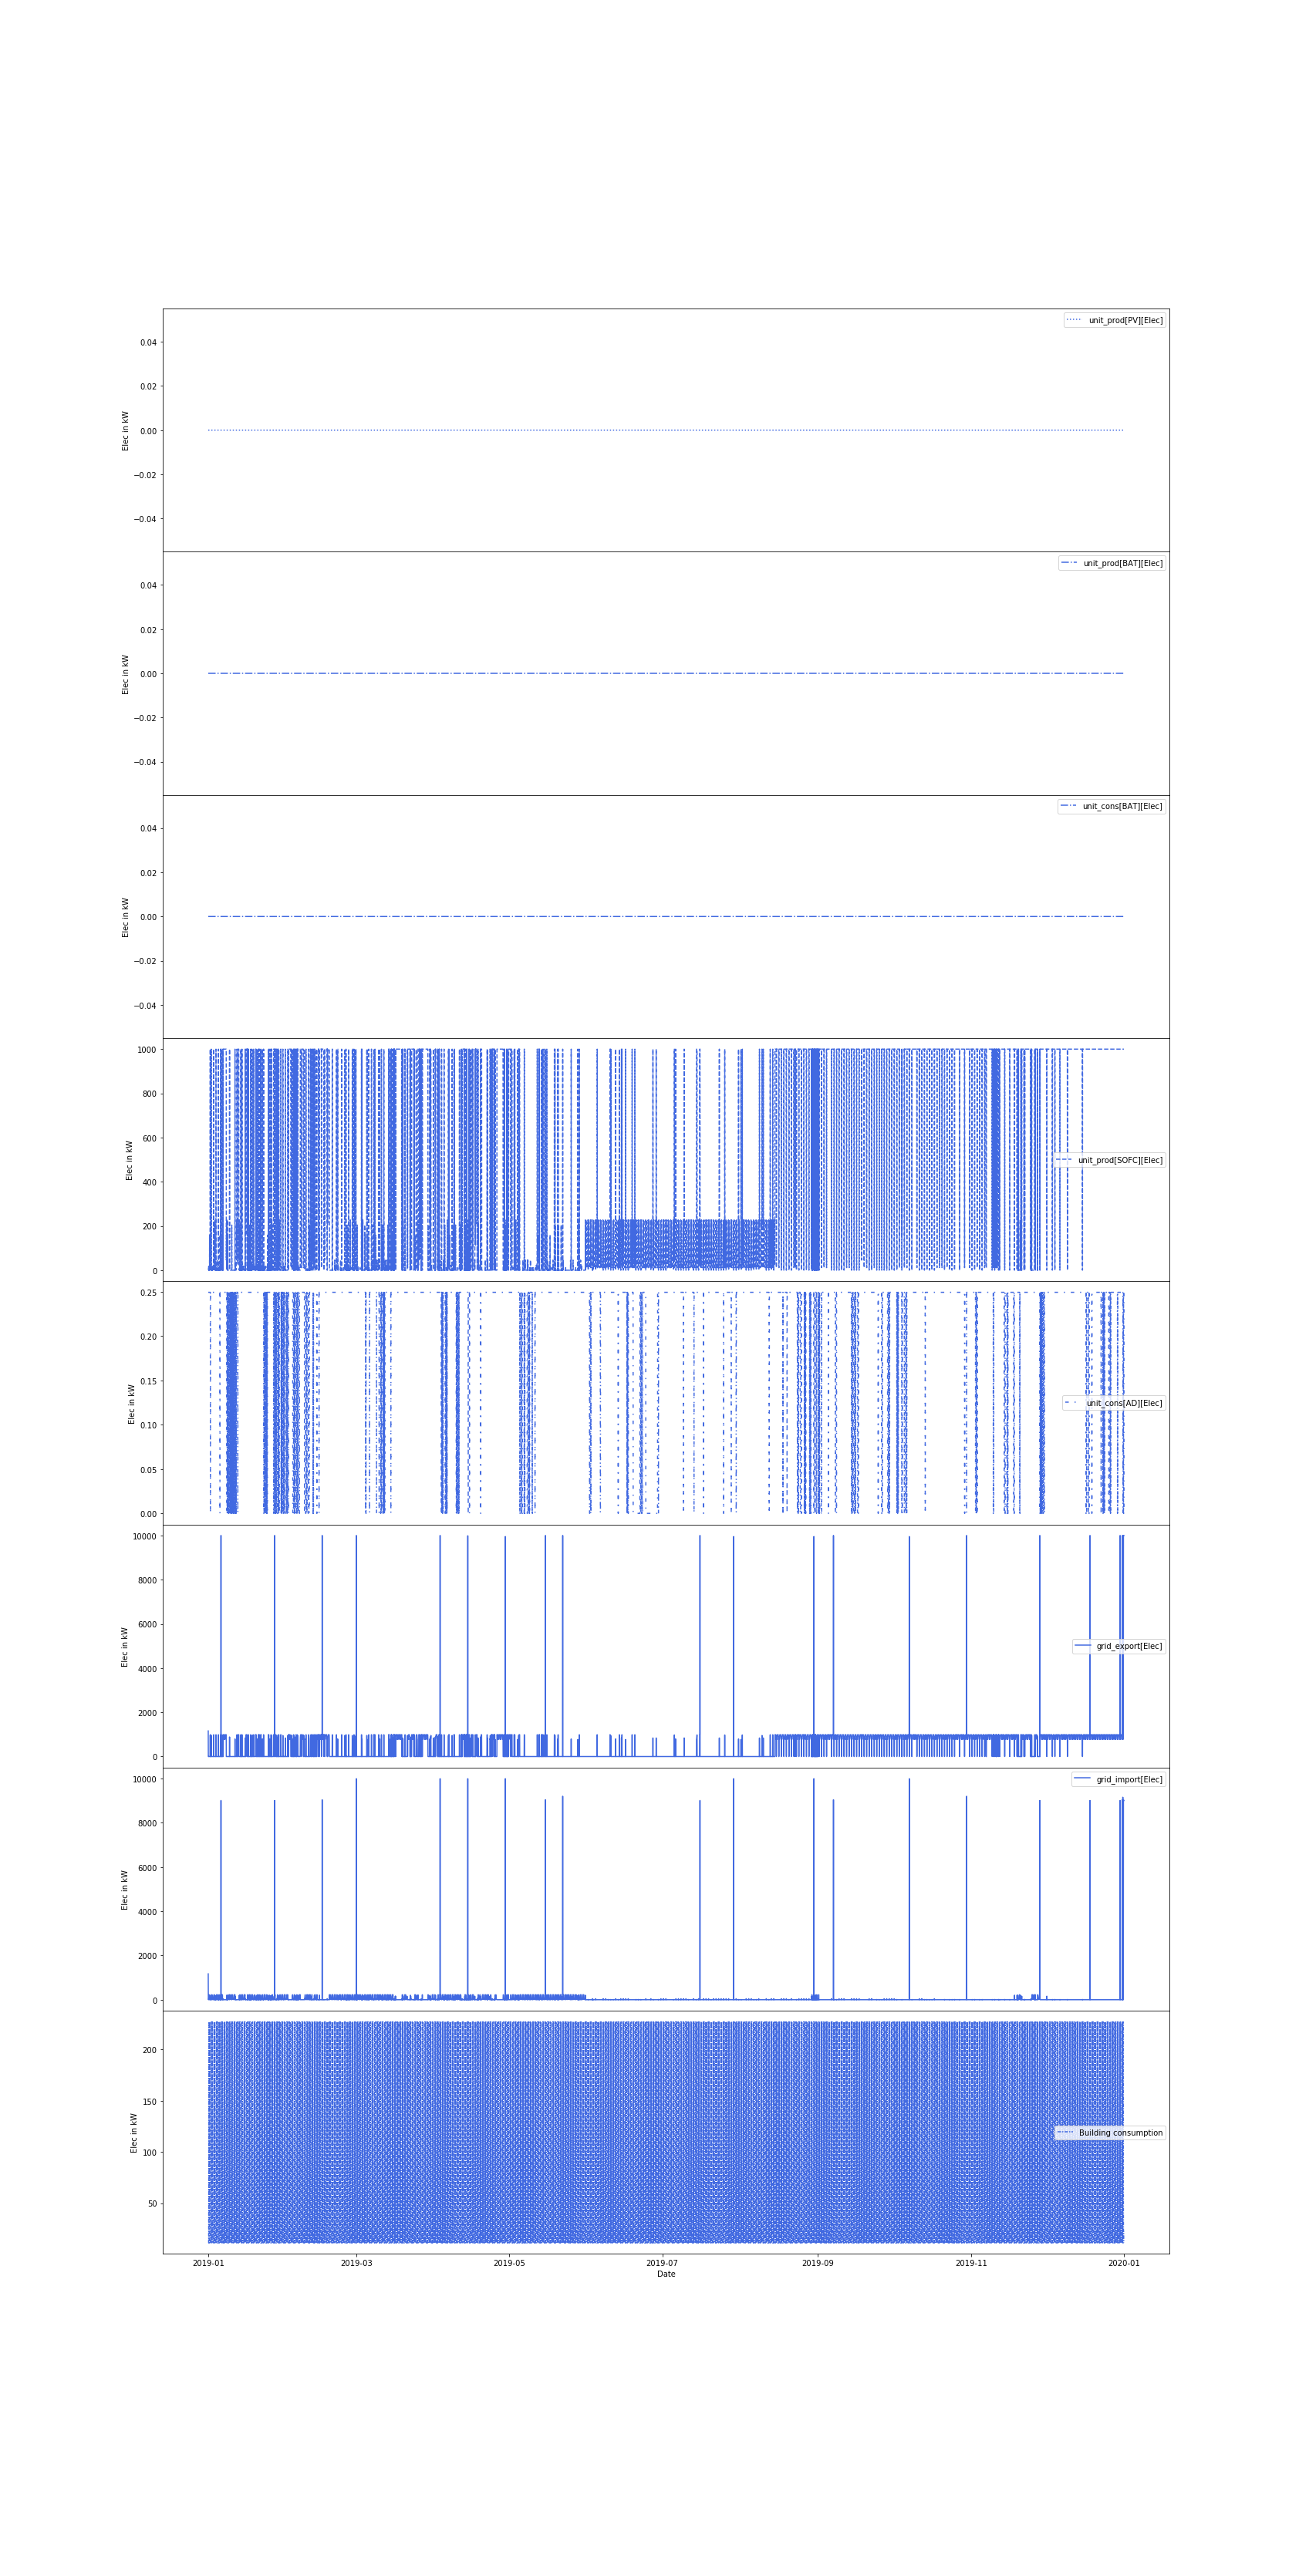 unit_prod[PV][Elec]
0.04
0.02
0.00
−0.02
−0.04
Elec in kW
unit_prod[BAT][Elec]
0.04
0.02
0.00
−0.02
−0.04
Elec in kW
unit_cons[BAT][Elec]
0.04
0.02
0.00
−0.02
−0.04
Elec in kW
1000
800
600
400
200
0
Elec in kW
unit_prod[SOFC][Elec]
0.25
0.20
0.15
0.10
0.05
0.00
Elec in kW
unit_cons[AD][Elec]
10000
8000
6000
4000
2000
0
Elec in kW
grid_export[Elec]
grid_import[Elec]
10000
8000
6000
4000
2000
0
Elec in kW
200
150
100
50
Elec in kW
Building consumption
2019-01 2019-03 2019-05 2019-07 2019-09 2019-11 2020-01
Date